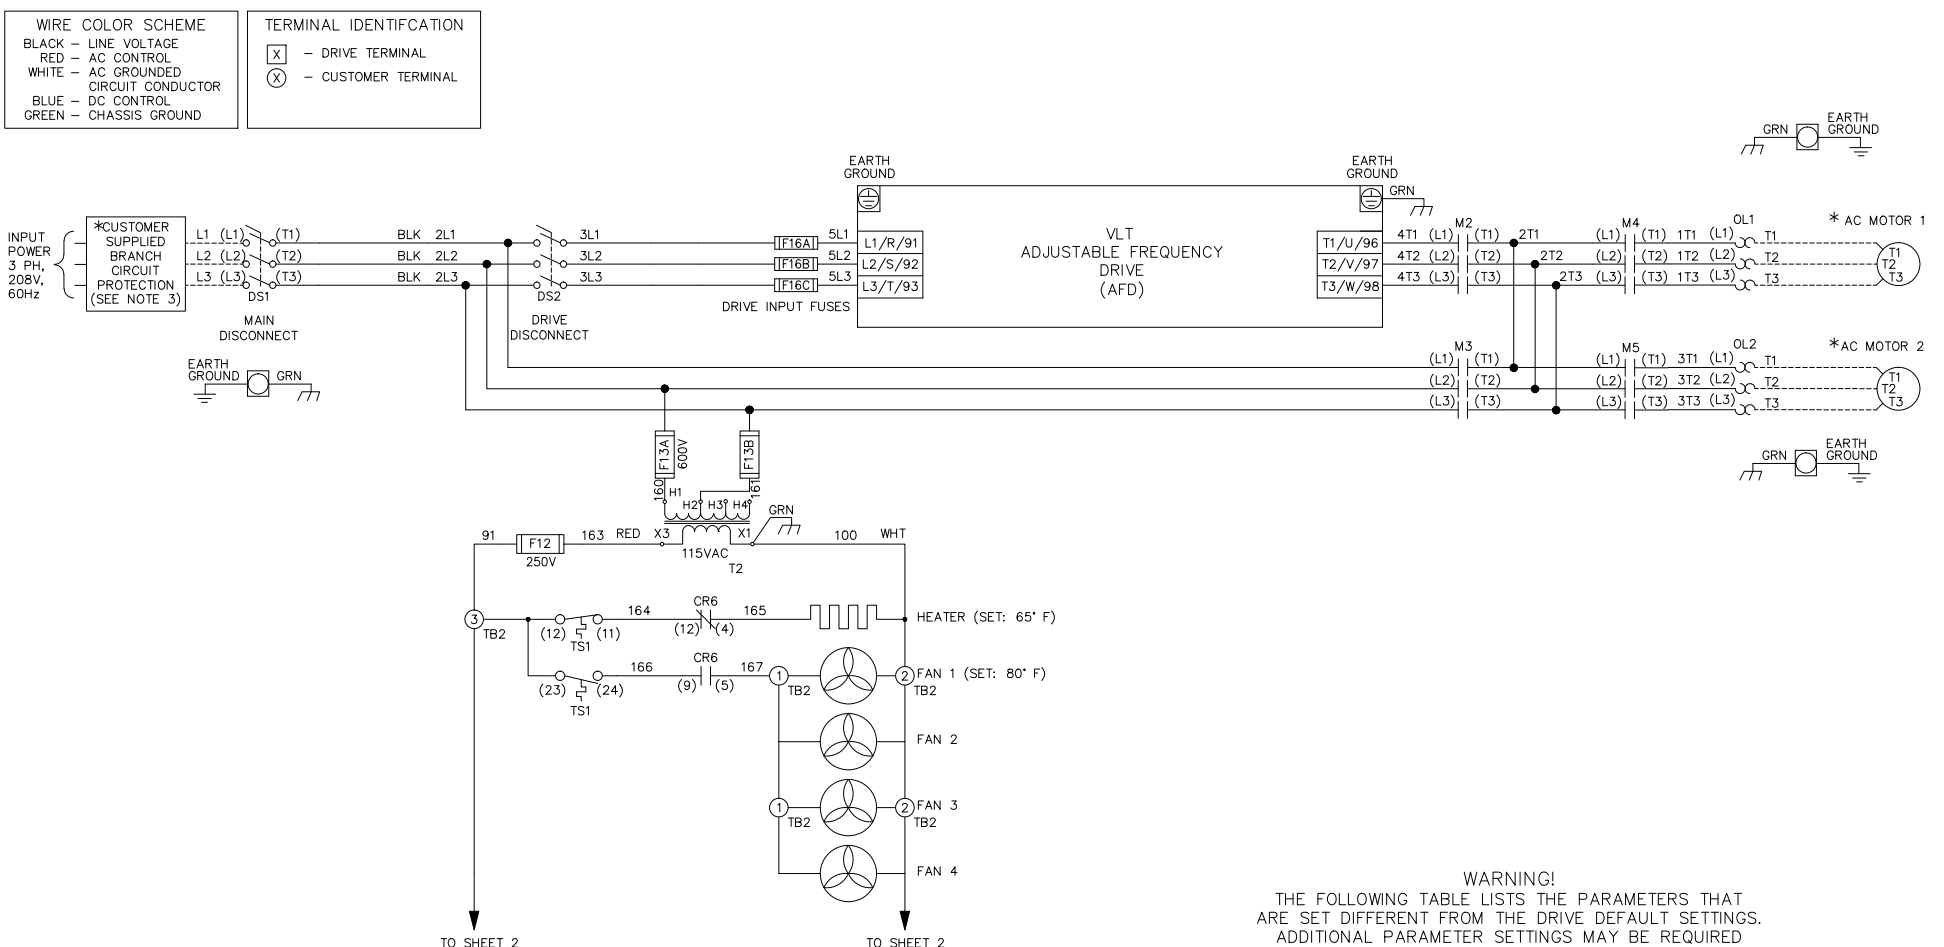 WIRE COLOR SCHEME
BLACK – LINE VOLTAGE
RED – AC CONTROL
WHITE – AC GROUNDED
CIRCUIT CONDUCTOR
BLUE – DC CONTROL
GREEN – CHASSIS GROUND
TERMINAL IDENTIFCATION
X – DRIVE TERMINAL
X – CUSTOMER TERMINAL
GRN EARTH
GROUND
INPUT
POWER
3 PH,
208V,
60Hz
*CUSTOMER
SUPPLIED
BRANCH
CIRCUIT
PROTECTION
(SEE NOTE 3)
L1 (L1) (T1) BLK 2L1 3L1 F16A 5L1
L2 (L2) (T2) BLK 2L2 3L2 F16B 5L2
L3 (L3) (T3) BLK 2L3 3L3 F16C 5L3
DS1
MAIN
DISCONNECT
DS2
DRIVE
DISCONNECT
DRIVE INPUT FUSES
EARTH
GROUND
L1/R/91
L2/S/92
L3/T/93
VLT
ADJUSTABLE FREQUENCY
DRIVE
(AFD)
EARTH
GROUND
GRN
T1/U/96
T2/V/97
T3/W/98
M2 M4 OL1 * AC MOTOR 1
4T1 (L1) (T1) 2T1 (L1) (T1) 1T1 (L1) T1
4T2 (L2) (T2) 2T2 (L2) (T2) 1T2 (L2) T2
4T3 (L3) (T3) 2T3 (L3) (T3) 1T3 (L3) T3
T1
T2
T3
M3 M5 OL2 *AC MOTOR 2
(L1) (T1) (L1) (T1) 3T1 (L1) T1
(L2) (T2) (L2) (T2) 3T2 (L2) T2
(L3) (T3) (L3) (T3) 3T3 (L3) T3
T1
T2
T3
EARTH
GROUND GRN
GRN EARTH
GROUND
F13A
600V
F13B
160 H1 H2 H3 H4 161
GRN
91 F12 163 RED X3 X1 100 WHT
250V
115VAC
T2
3 TB2
(12) (11) 164 CR6 165 HEATER (SET: 65° F)
TS1
(12) (4)
(23) (24) 166 CR6 167 1 2 FAN 1 (SET: 80° F)
TS1
(9) (5) TB2 TB2
FAN 2
1 2 FAN 3
TB2 TB2
FAN 4
TO SHEET 2
TO SHEET 2
WARNING!
THE FOLLOWING TABLE LISTS THE PARAMETERS THAT
ARE SET DIFFERENT FROM THE DRIVE DEFAULT SETTINGS.
ADDITIONAL PARAMETER SETTINGS MAY BE REQUIRED